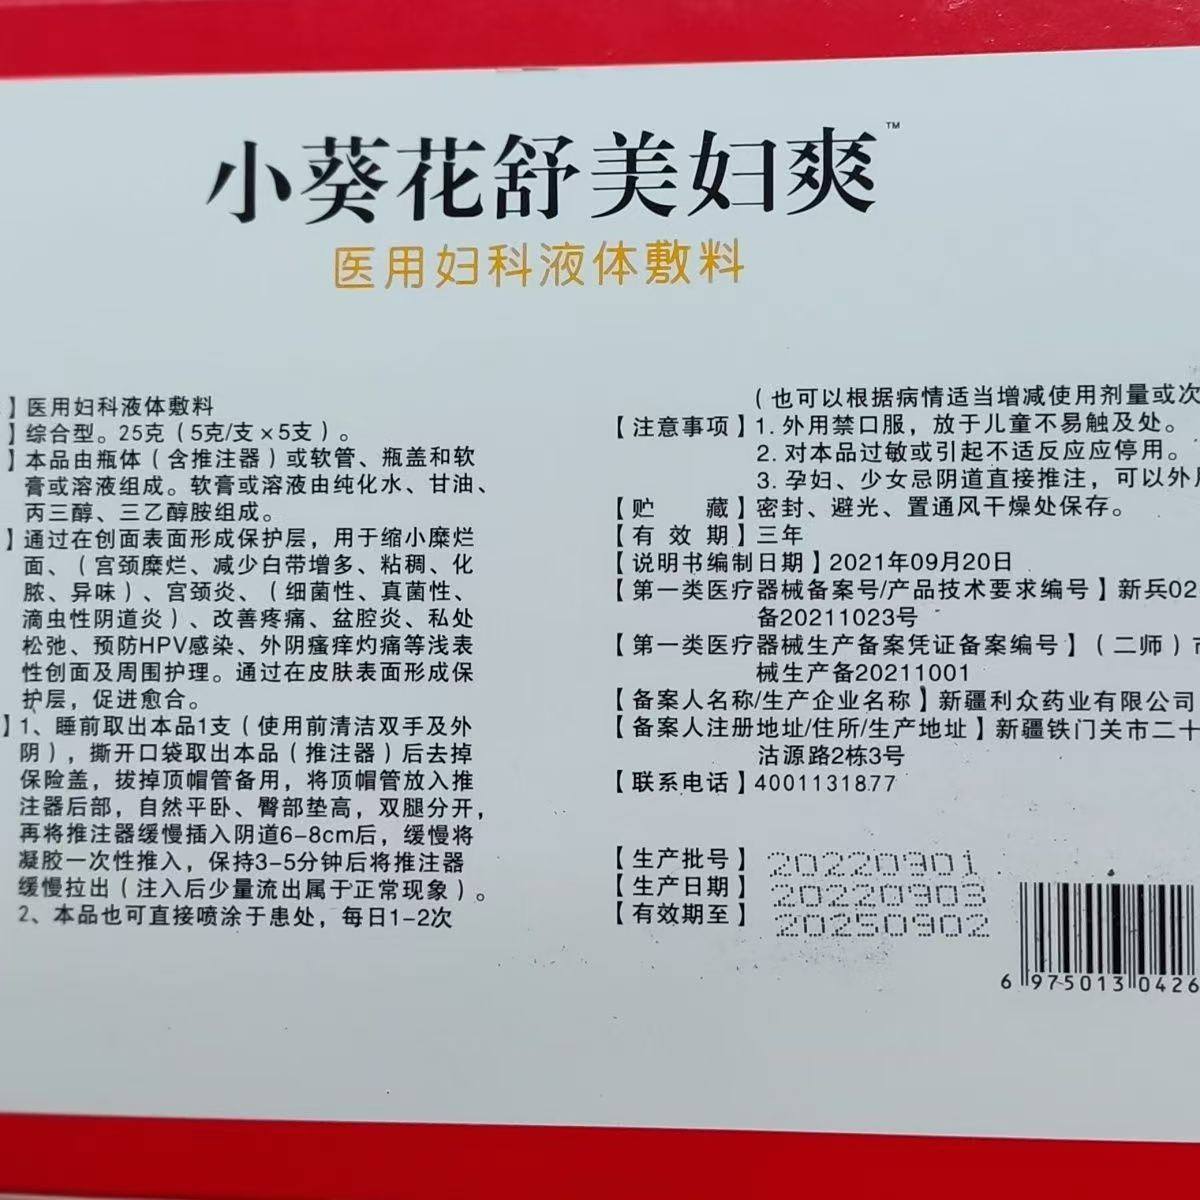 小葵花舒美妇爽™
医用妇科液体敷料
】医用妇科液体敷料
】综合型。25克（5克/支×5支）。
】本品由瓶体（含推注器）或软管、瓶盖和软
膏或溶液组成。软膏或溶液由纯化水、甘油、
丙三醇、三乙醇胺组成。
】通过在创面表面形成保护层，用于缩小糜烂
面、（宫颈糜烂、减少白带增多、粘稠、化
脓、异味）、宫颈炎、（细菌性、真菌性、
滴虫性阴道炎）、改善疼痛、盆腔炎、私处
松弛、预防HPV感染、外阴瘙痒灼痛等浅表
性创面及周围护理。通过在皮肤表面形成保
护层，促进愈合。
】1、睡前取出本品1支（使用前清洁双手及外
阴），撕开口袋取出本品（推注器）后去掉
保险盖，拔掉顶帽管备用，将顶帽管放入推
注器后部，自然平卧、臀部垫高，双腿分开，
再将推注器缓慢插入阴道6-8cm后，缓慢将
凝胶一次性推入，保持3-5分钟后将推注器
缓慢拉出（注入后少量流出属于正常现象）。
2、本品也可直接喷涂于患处，每日1-2次
（也可以根据病情适当增减使用剂量或次
【注意事项】1. 外用禁口服，放于儿童不易触及处。
2. 对本品过敏或引起不适反应应停用。
3. 孕妇、少女忌阴道直接推注，可以外
【贮 藏】密封、避光、置通风干燥处保存。
【有 效 期】三年
【说明书编制日期】2021年09月20日
【第一类医疗器械备案号/产品技术要求编号】新兵02
备20211023号
【第一类医疗器械生产备案凭证备案编号】（二师）
械生产备20211001
【备案人名称/生产企业名称】新疆利众药业有限公司
【备案人注册地址/住所/生产地址】新疆铁门关市二十
沽源路2栋3号
【联系电话】4001131877
【生产批号】20220901
【生产日期】20220903
【有效期至】20250902
6 975013 0426